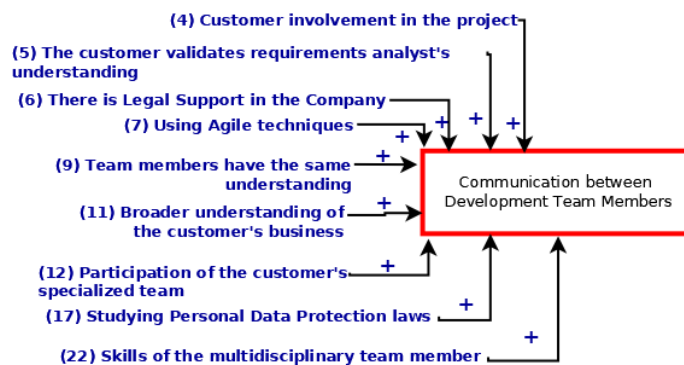 (4) Customer involvement in the project
(5) The customer validates requirements analyst's
understanding
(6) There is Legal Support in the Company
(7) Using Agile techniques
(9) Team members have the same
understanding
(11) Broader understanding of
the customer's business
(12) Participation of the customer's
specialized team
(17) Studying Personal Data Protection laws
(22) Skills of the multidisciplinary team member
+
+
+
+
+
+
+
+
+
Communication between
Development Team Members